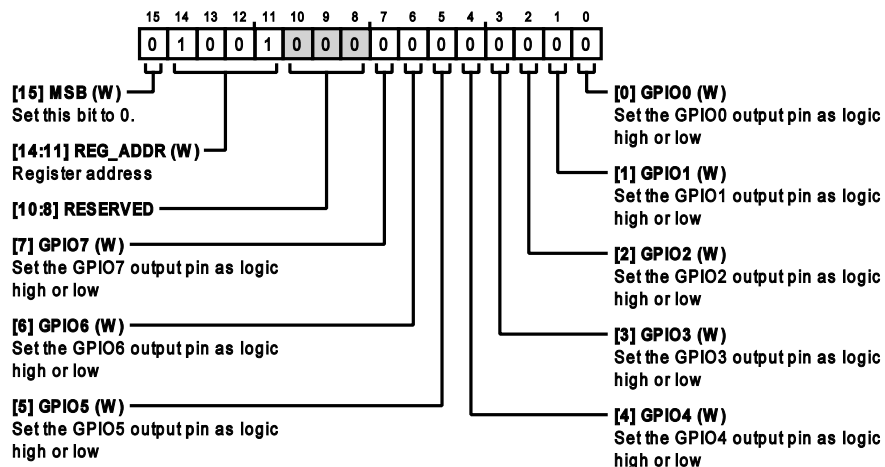 15 14 13 12 11 10 9 8 7 6 5 4 3 2 1 0
0 1 0 0 1 0 0 0 0 0 0 0 0 0 0 0
[15] MSB (W)
Set this bit to 0.
[14:11] REG_ADDR (W)
Register address
[10:8] RESERVED
[7] GPIO7 (W)
Set the GPIO7 output pin as logic
high or low
[6] GPIO6 (W)
Set the GPIO6 output pin as logic
high or low
[5] GPIO5 (W)
Set the GPIO5 output pin as logic
high or low
[0] GPIO0 (W)
Set the GPIO0 output pin as logic
high or low
[1] GPIO1 (W)
Set the GPIO1 output pin as logic
high or low
[2] GPIO2 (W)
Set the GPIO2 output pin as logic
high or low
[3] GPIO3 (W)
Set the GPIO3 output pin as logic
high or low
[4] GPIO4 (W)
Set the GPIO4 output pin as logic
high or low